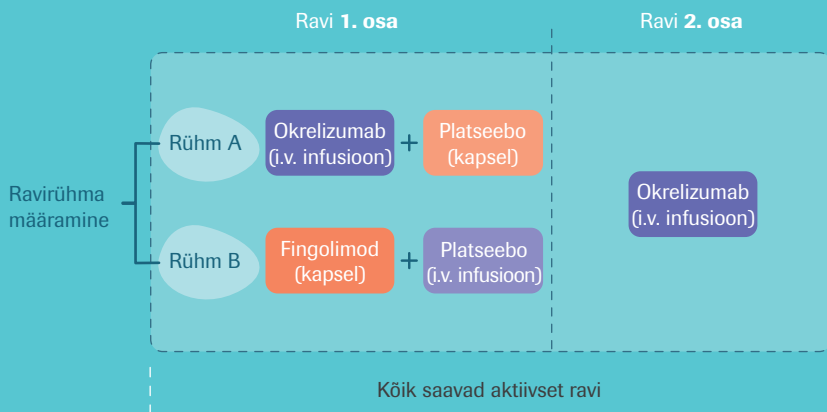 Ravi 1. osa
Ravi 2. osa
Ravirühma
määramine
Rühm A
Okrelizumab
(i.v. infusioon)
+
Platseebo
(kapsel)
Rühm B
Fingolimod
(kapsel)
+
Platseebo
(i.v. infusioon)
Okrelizumab
(i.v. infusioon)
Kõik saavad aktiivset ravi